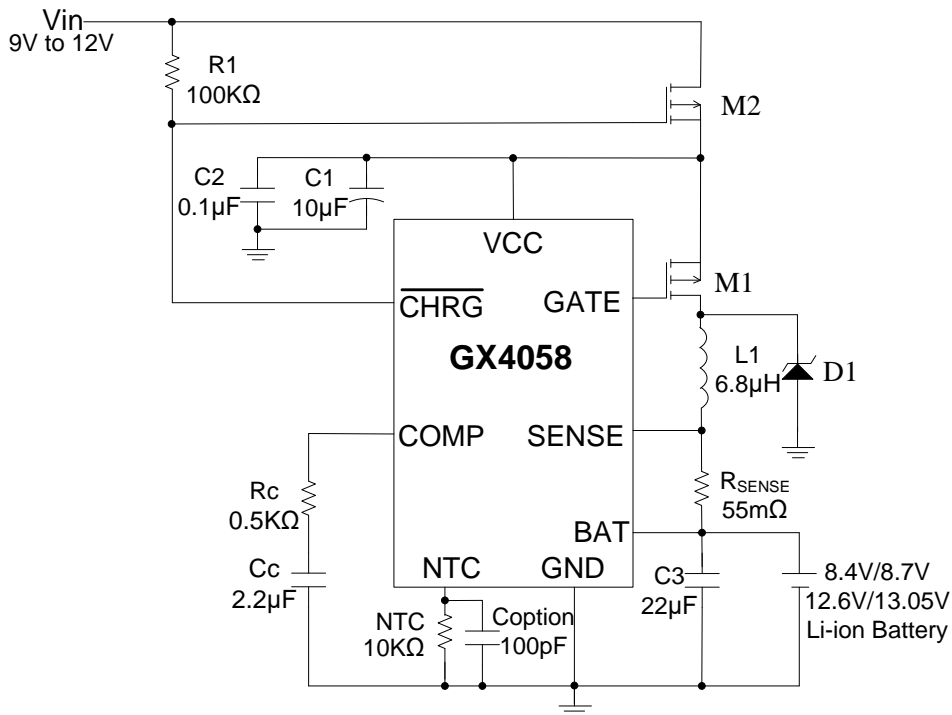 Vin
9V to 12V
R1
100KΩ
M2
C2
0.1µF
C1
10µF
VCC
CHRG
GATE
M1
GX4058
L1
6.8µH
D1
COMP
SENSE
Rc
0.5KΩ
RSENSE
55mΩ
BAT
Cc
2.2µF
NTC
GND
C3
22µF
8.4V/8.7V
12.6V/13.05V
Li-ion Battery
NTC
10KΩ
Coption
100pF